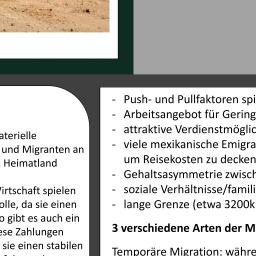 aterielle
und Migranten an
Heimatland
irtschaft spielen
olle, da sie einen
o gibt es auch ein
ese Zahlungen
sie einen stabilen
- Push- und Pullfaktoren spi
- Arbeitsangebot für Gering
- attraktive Verdienstmöglic
- viele mexikanische Emigra
um Reisekosten zu decken
- Gehaltsasymmetrie zwisch
- soziale Verhältnisse/famili
- lange Grenze (etwa 3200k
3 verschiedene Arten der M
Temporäre Migration: währe